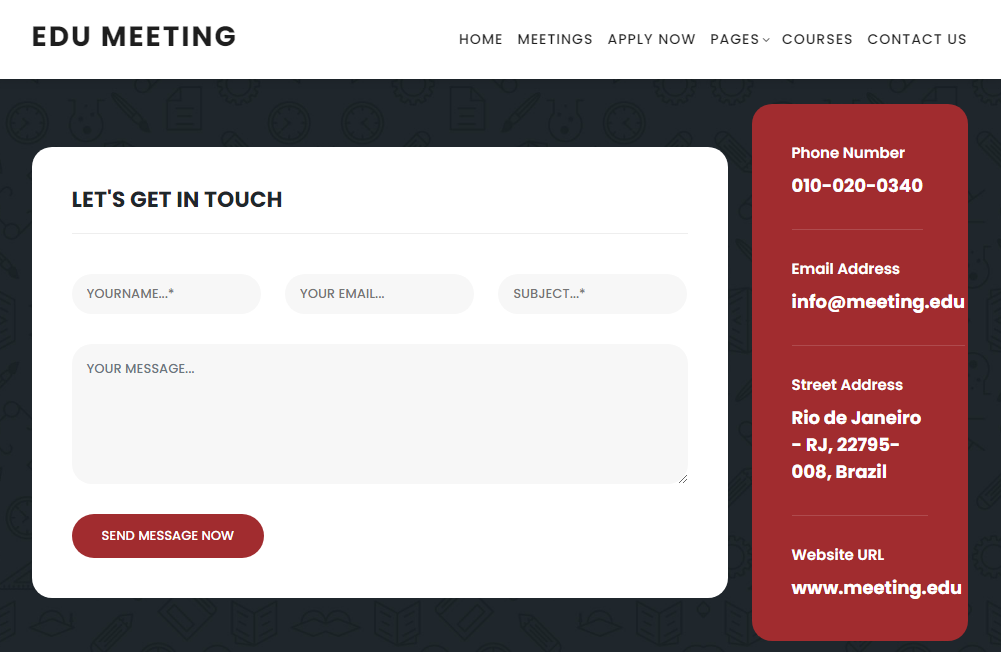 EDU MEETING
HOME MEETINGS APPLY NOW PAGES COURSES CONTACT US
LET'S GET IN TOUCH
YOURNAME...* YOUR EMAIL... SUBJECT...*
YOUR MESSAGE...
SEND MESSAGE NOW
Phone Number
010-020-0340
Email Address
info@meeting.edu
Street Address
Rio de Janeiro
- RJ, 22795-
008, Brazil
Website URL
www.meeting.edu